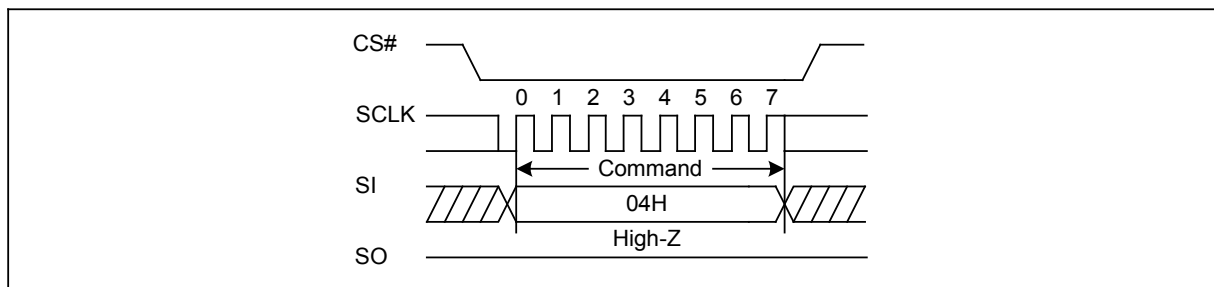 CS#
0 1 2 3 4 5 6 7
SCLK
Command
SI
04H
High-Z
SO